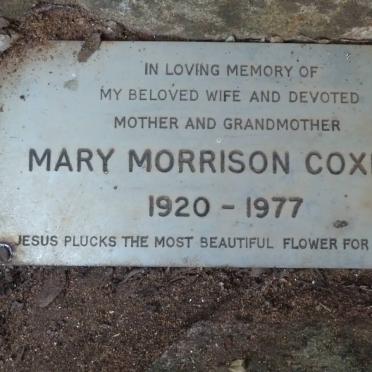 IN LOVING MEMORY OF
MY BELOVED WIFE AND DEVOTED
MOTHER AND GRANDMOTHER
MARY MORRISON
1920 - 1977
JESUS PLUCKS THE MOST BEAUTIFUL FLOWER FOR